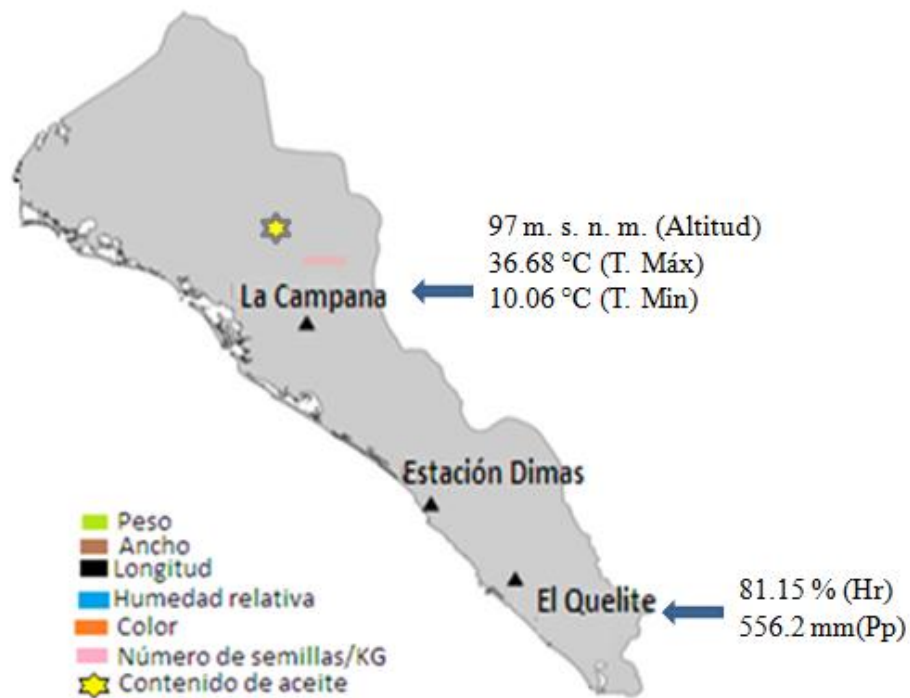 97 m. s. n. m. (Altitud)
36.68 °C (T. Máx)
10.06 °C (T. Min)
La Campana
Estación Dimas
El Quelite
81.15 % (Hr)
556.2 mm(Pp)
Peso
Ancho
Longitud
Humedad relativa
Color
Número de semillas/KG
Contenido de aceite